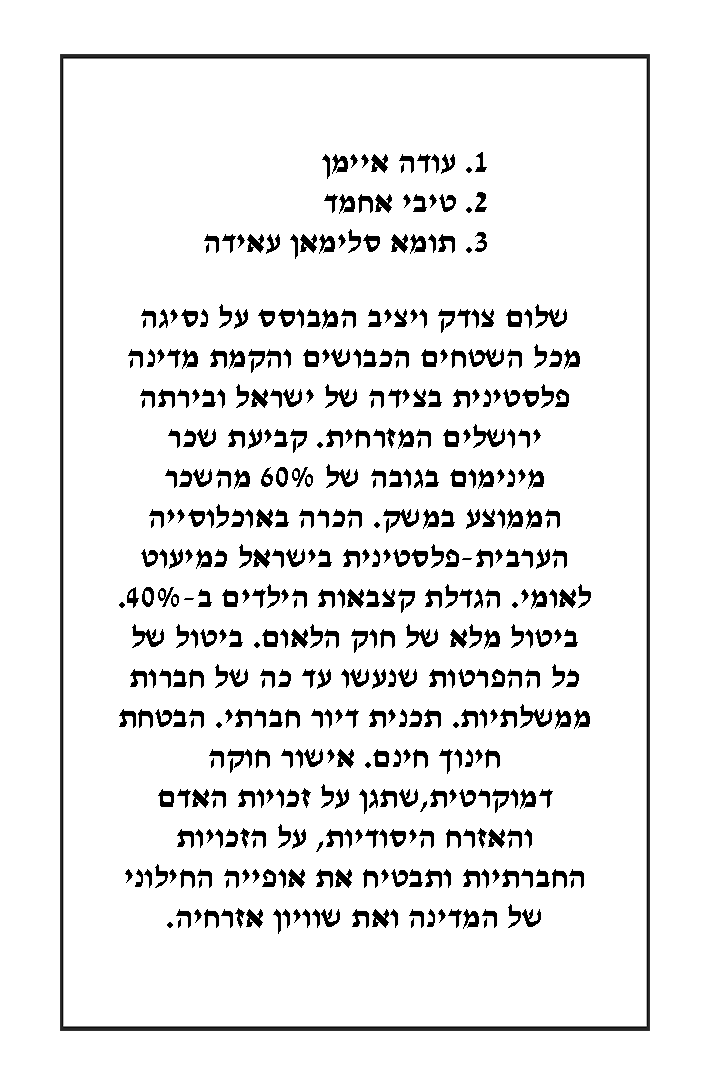 1. עודה איימן
2. טיבי אחמד
3. תומא סלימאן עאידה
שלום צודק ויציב המבוסס על נסיגה
מכל השטחים הכבושים והקמת מדינה
פלסטינית בצידה של ישראל ובירתה
ירושלים המזרחית. קביעת שכר
מינימום בגובה של 60% מהשכר
הממוצע במשק. הכרה באוכלוסייה
הערבית-פלסטינית בישראל כמיעוט
לאומי. הגדלת קצבאות הילדים ב-40%.
ביטול מלא של חוק הלאום. ביטול של
כל ההפרטות שנעשו עד כה של חברות
ממשלתיות. תכנית דיור חברתי. הבטחת
חינוך חינם. אישור חוקה
דמוקרטית,שתגן על זכויות האדם
והאזרח היסודיות, על הזכויות
החברתיות ותבטיח את אופייה החילוני
של המדינה ואת שוויון אזרחיה.